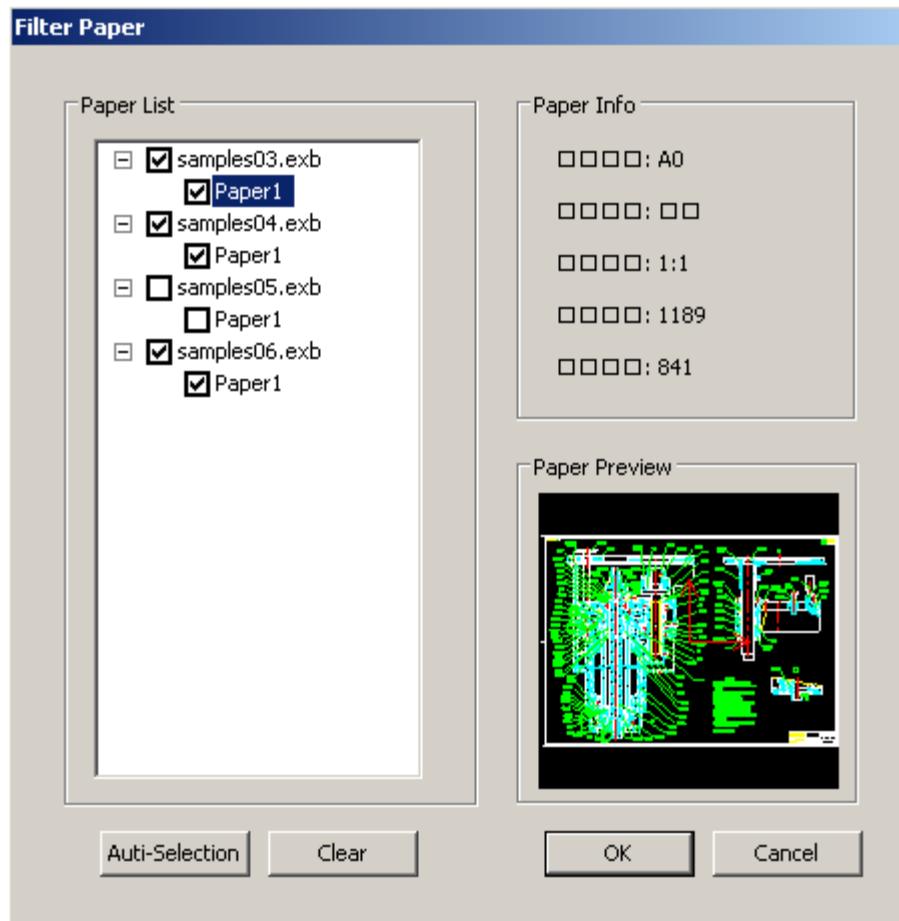 Filter Paper
Paper List
samples03.exb
Paper1
samples04.exb
Paper1
samples05.exb
Paper1
samples06.exb
Paper1
Paper Info
□□□□: A0
□□□□: □□
□□□□: 1:1
□□□□: 1189
□□□□: 841
Paper Preview
Auti-Selection
Clear
OK
Cancel